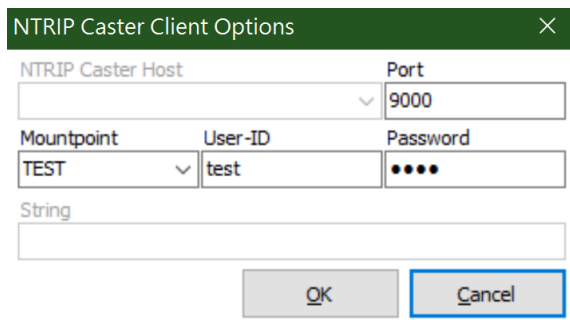 NTRIP Caster Client Options
NTRIP Caster Host Port
9000
Mountpoint User-ID Password
TEST test ••••
String
OK Cancel